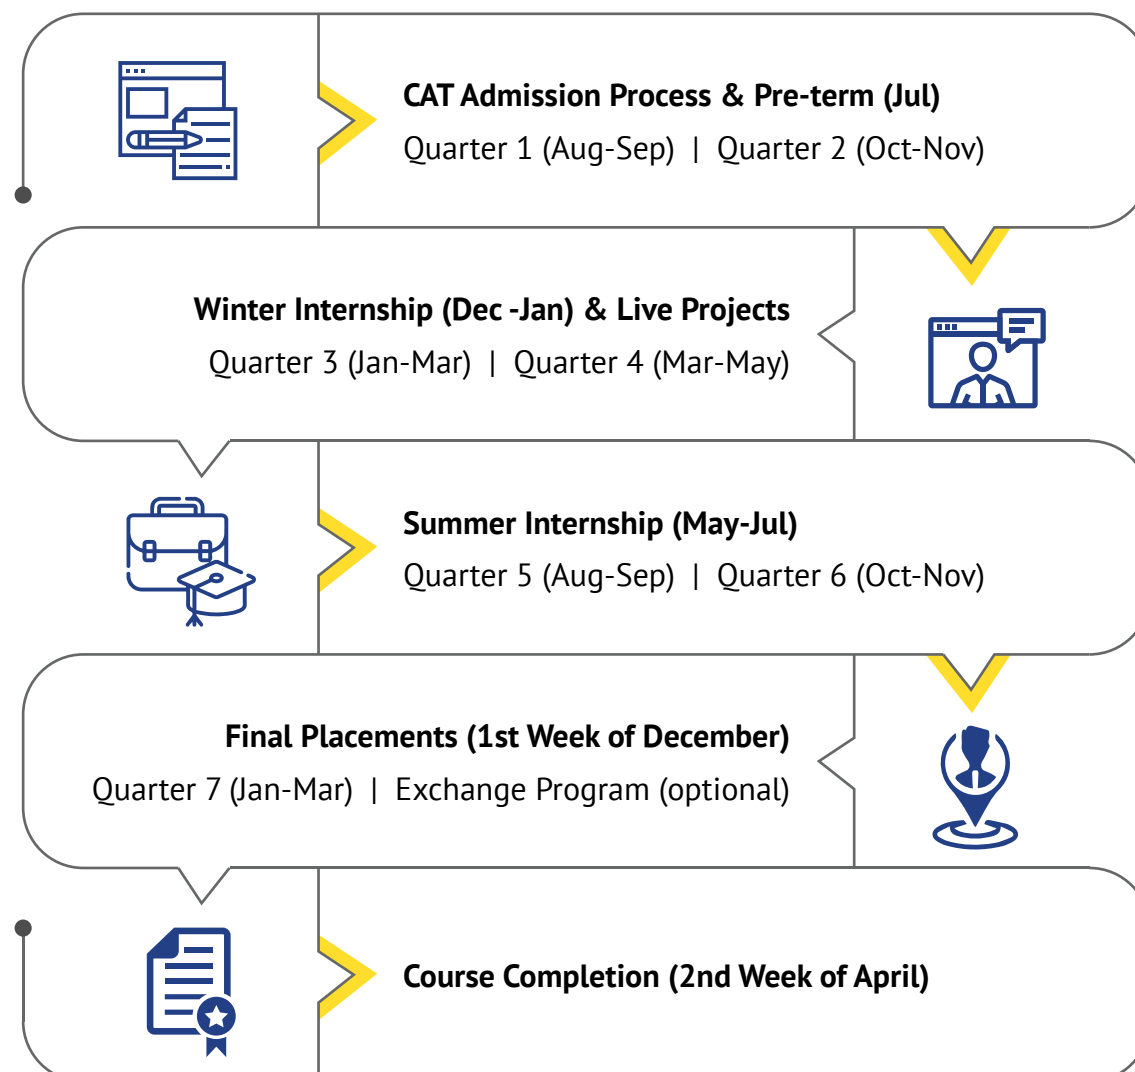 CAT Admission Process & Pre-term (Jul)
Quarter 1 (Aug-Sep) | Quarter 2 (Oct-Nov)
Winter Internship (Dec -Jan) & Live Projects
Quarter 3 (Jan-Mar) | Quarter 4 (Mar-May)
Summer Internship (May-Jul)
Quarter 5 (Aug-Sep) | Quarter 6 (Oct-Nov)
Final Placements (1st Week of December)
Quarter 7 (Jan-Mar) | Exchange Program (optional)
Course Completion (2nd Week of April)